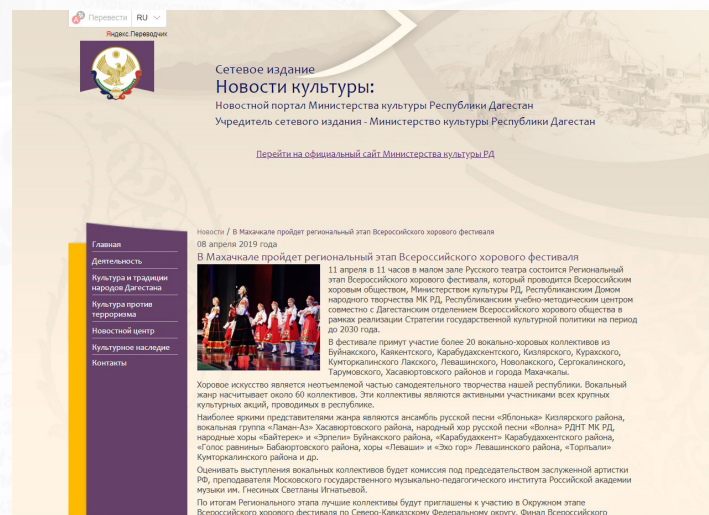 Перевести RU
Яндекс.Переводчик
Сетевое издание
Новости культуры:
Новостной портал Министерства культуры Республики Дагестан
Учредитель сетевого издания - Министерство культуры Республики Дагестан
Перейти на официальный сайт Министерства культуры РД
Главная
Деятельность
Культура и традиции
народов Дагестана
Культура против
терроризма
Новостной центр
Культурное наследие
Контакты
Новости / В Махачкале пройдет региональный этап Всероссийского хорового фестиваля
08 апреля 2019 года
В Махачкале пройдет региональный этап Всероссийского хорового фестиваля
11 апреля в 11 часов в малом зале Русского театра состоится Региональный
этап Всероссийского хорового фестиваля, который проводится Всероссийским
хоровым обществом, Министерством культуры РД, Республиканским Домом
народного творчества МК РД, Республиканским учебно-методическим центром
совместно с Дагестанским отделением Всероссийского хорового общества в
рамках реализации Стратегии государственной культурной политики на период
до 2030 года.
В фестивале примут участие более 20 вокально-хоровых коллективов из
Буйнакского, Каякентского, Карабудахкентского, Кизлярского, Курахского,
Кумторкалинского Лакского, Левашинского, Новолакского, Сергокалинского,
Тарумовского, Хасавюртовского районов и города Махачкалы.
Хоровое искусство является неотъемлемой частью самодеятельного творчества нашей республики. Вокальный
жанр насчитывает около 60 коллективов. Эти коллективы являются активными участниками всех крупных
культурных акций, проводимых в республике.
Наиболее яркими представителями жанра являются ансамбль русской песни «Яблонька» Кизлярского района,
вокальная группа «Ламан-Аз» Хасавюртовского района, народный хор русской песни «Волна» РДНТ МК РД,
народные хоры «Байтерек» и «Эрпели» Буйнакского района, «Карабудахкент» Карабудахкентского района,
«Голос равнины» Бабаюртовского района, хоры «Леваши» и «Эхо гор» Левашинского района, «Торпъали»
Кумторкалинского района и др.
Оценивать выступления вокальных коллективов будет комиссия под председательством заслуженной артистки
РФ, преподавателя Московского государственного музыкально-педагогического института Российской академии
музыки им. Гнесиных Светланы Игнатьевой.
По итогам Регионального этапа лучшие коллективы будут приглашены к участию в Окружном этапе
Всероссийского хорового фестиваля по Северо-Кавказскому Федеральному округу. Финал Всероссийского